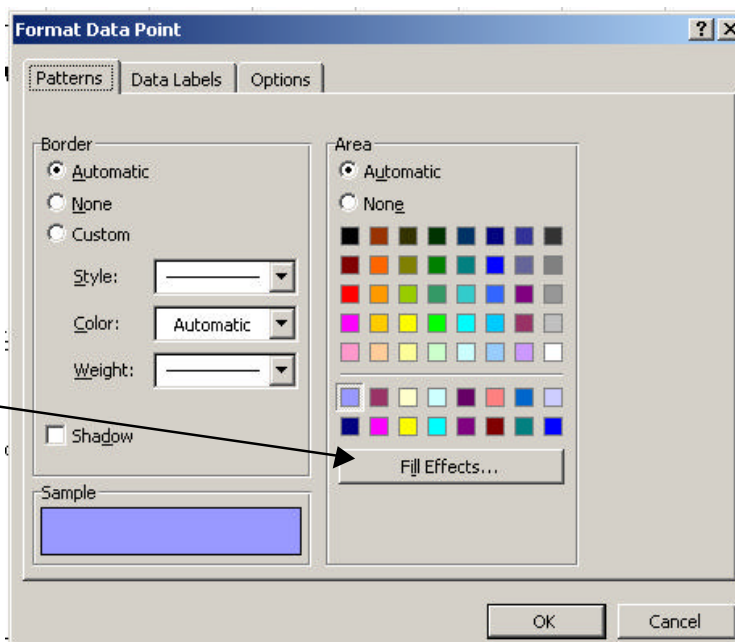 Format Data Point
?
Patterns
Data Labels
Options
Border
Automatic
None
Custom
Style:
Color:
Automatic
Weight:
Shadow
Sample
Area
Automatic
None
Fill Effects...
OK
Cancel